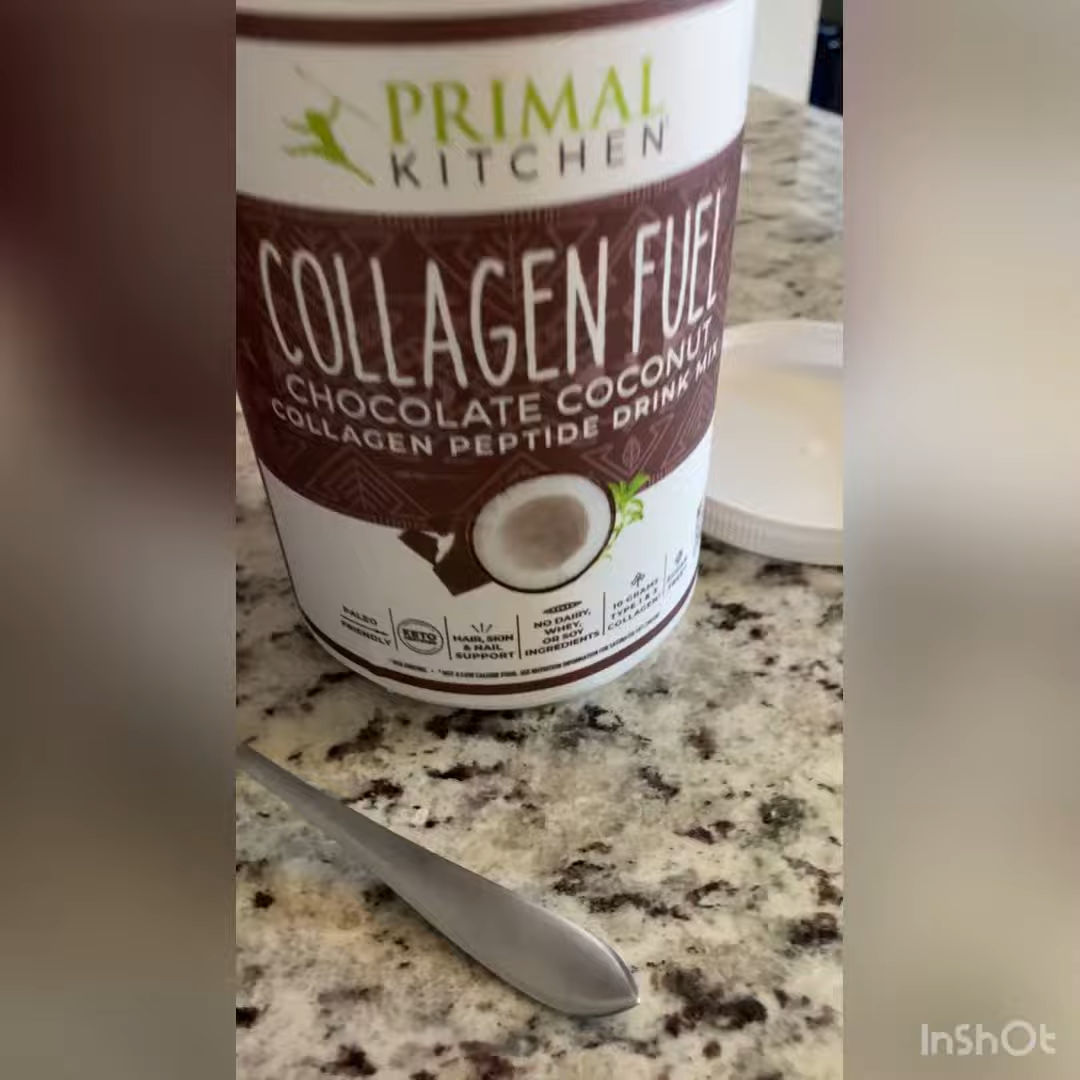 PRIMAL
KITCHEN
COLLAGEN FUEL
CHOCOLATE COCONUT
COLLAGEN PEPTIDE DRINK MIX
PALEO
FRIENDLY
KETO
HAIR, SKIN
& NAIL
SUPPORT
NO DAIRY,
WHEY,
OR SOY
INGREDIENTS
10 GRAMS
TYPE 1 & 3
COLLAGEN
FREE
InShOt